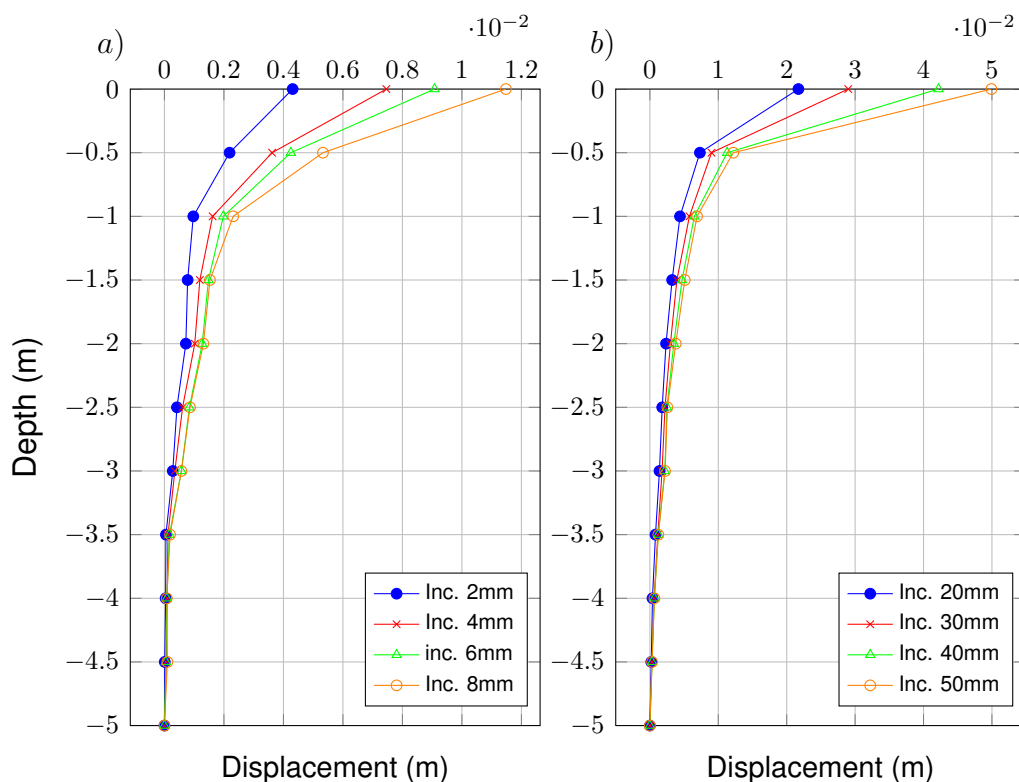 a)
·10⁻²
0 0.2 0.4 0.6 0.8 1 1.2
0
−0.5
−1
−1.5
−2
−2.5
−3
−3.5
−4
−4.5
−5
Depth (m)
Displacement (m)
Inc. 2mm
Inc. 4mm
inc. 6mm
Inc. 8mm
b)
·10⁻²
0 1 2 3 4 5
0
−0.5
−1
−1.5
−2
−2.5
−3
−3.5
−4
−4.5
−5
Displacement (m)
Inc. 20mm
Inc. 30mm
Inc. 40mm
Inc. 50mm